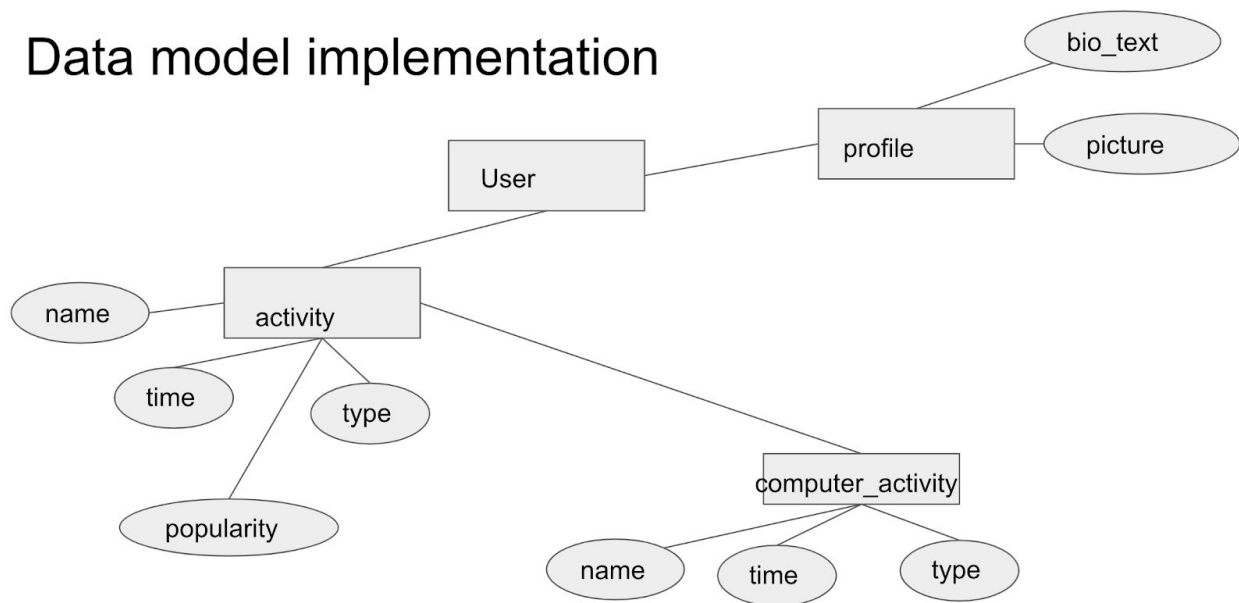 Data model implementation
bio_text
profile
picture
User
name
activity
time
type
popularity
computer_activity
name
time
type